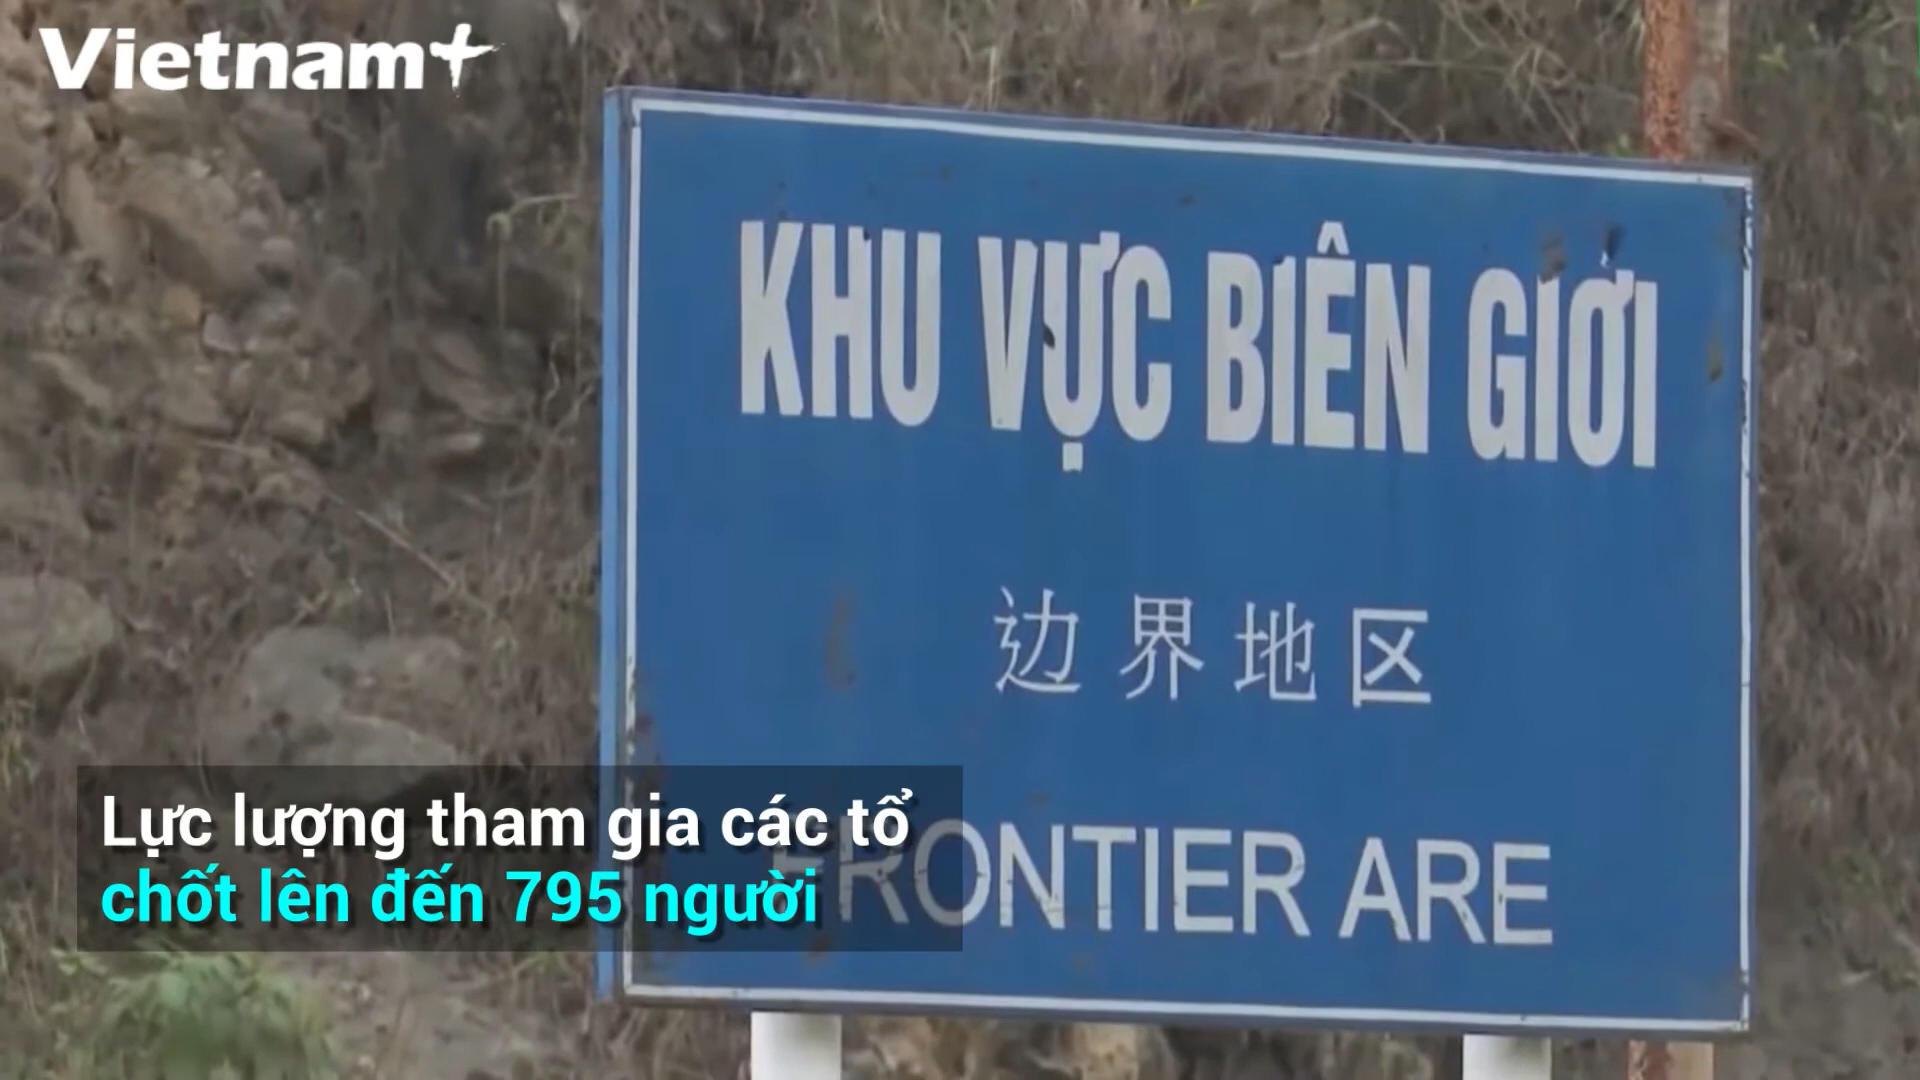 Vietnam+
KHU VỰC BIÊN GIỚI
边界地区
FRONTIER ARE
Lực lượng tham gia các tổ
chốt lên đến 795 người